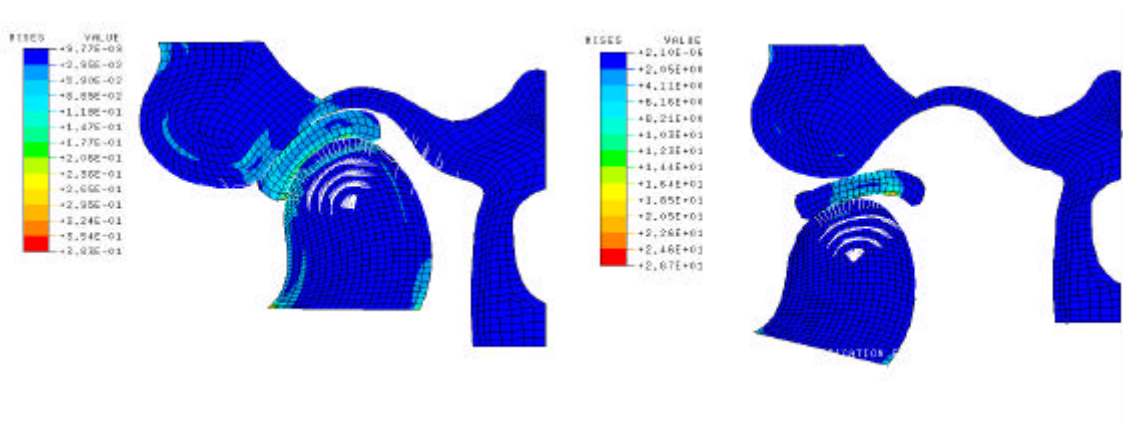 MISES VALUE
+9.77E-03
+2.95E-02
+5.90E-02
+8.85E-02
+1.18E-01
+1.47E-01
+1.77E-01
+2.06E-01
+2.36E-01
+2.65E-01
+2.95E-01
+3.24E-01
+3.54E-01
+3.83E-01
MISES VALUE
+2.10E-06
+2.05E+00
+4.11E+00
+6.16E+00
+8.21E+00
+1.03E+01
+1.23E+01
+1.44E+01
+1.64E+01
+1.85E+01
+2.05E+01
+2.26E+01
+2.46E+01
+2.67E+01